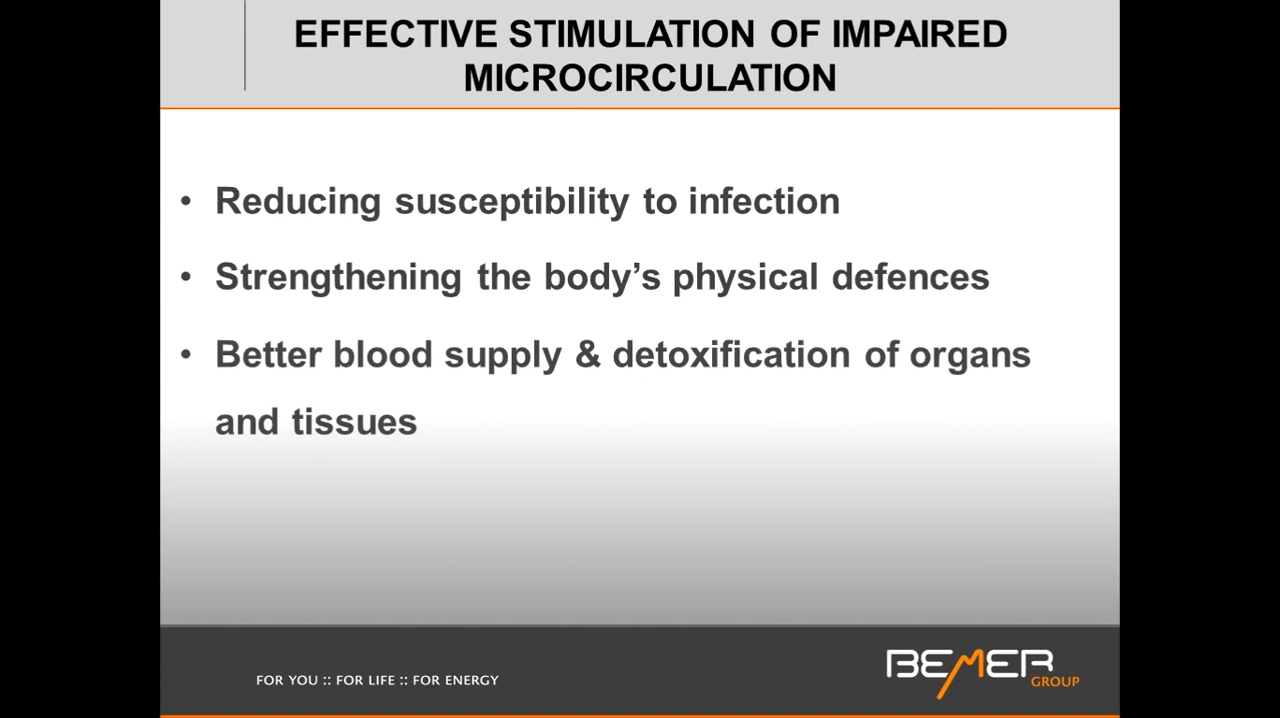 EFFECTIVE STIMULATION OF IMPAIRED
MICROCIRCULATION
• Reducing susceptibility to infection
• Strengthening the body’s physical defences
• Better blood supply & detoxification of organs
and tissues
FOR YOU :: FOR LIFE :: FOR ENERGY
BEMER
GROUP